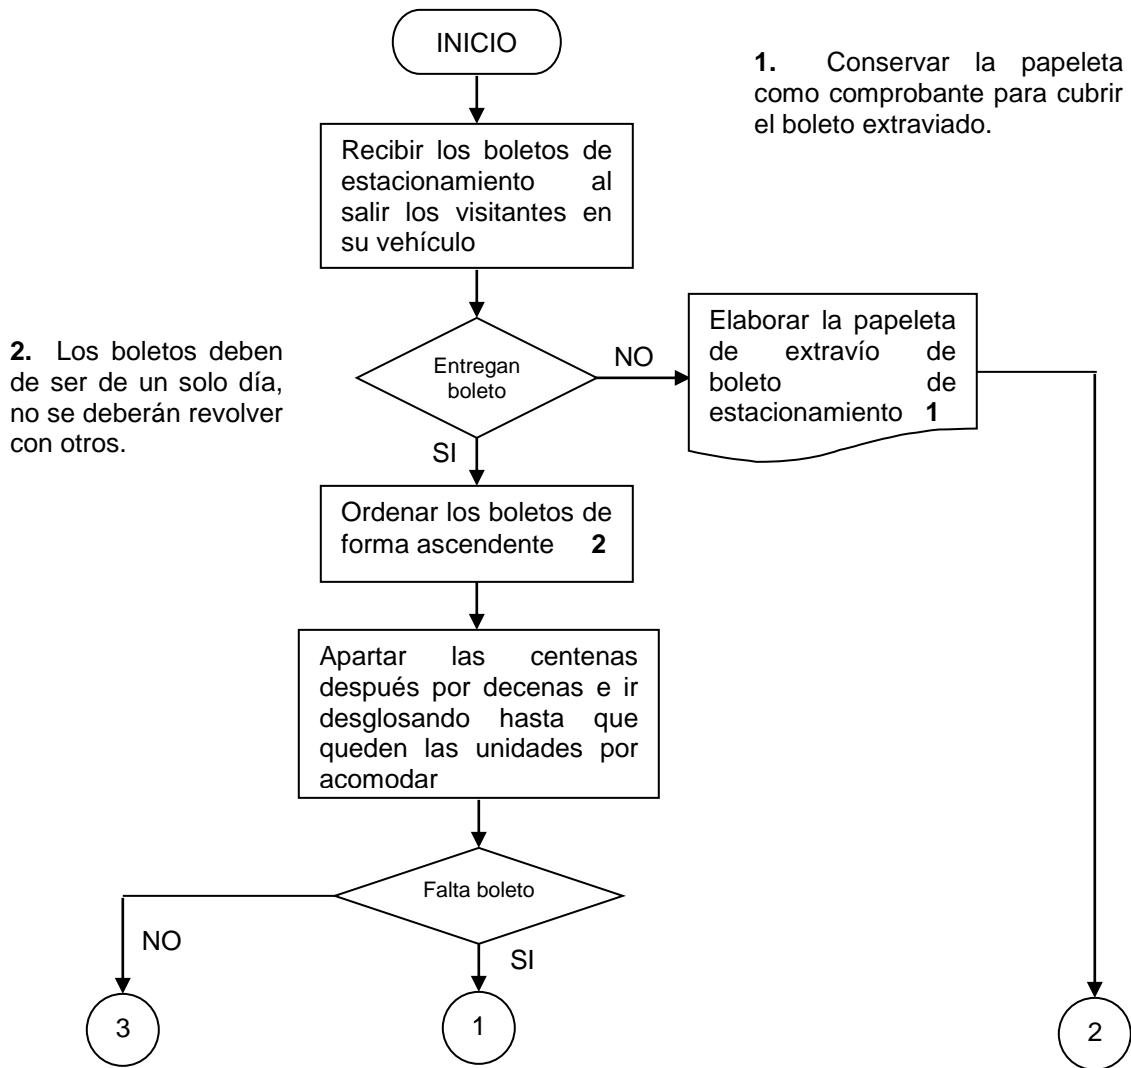 INICIO
1. Conservar la papeleta
como comprobante para cubrir
el boleto extraviado.
Recibir los boletos de
estacionamiento al
salir los visitantes en
su vehículo
2. Los boletos deben
de ser de un solo día,
no se deberán revolver
con otros.
Entregan
boleto
NO
Elaborar la papeleta
de extravío de
boleto de
estacionamiento 1
SI
Ordenar los boletos de
forma ascendente 2
Apartar las centenas
después por decenas e ir
desglosando hasta que
queden las unidades por
acomodar
Falta boleto
NO
SI
3
1
2